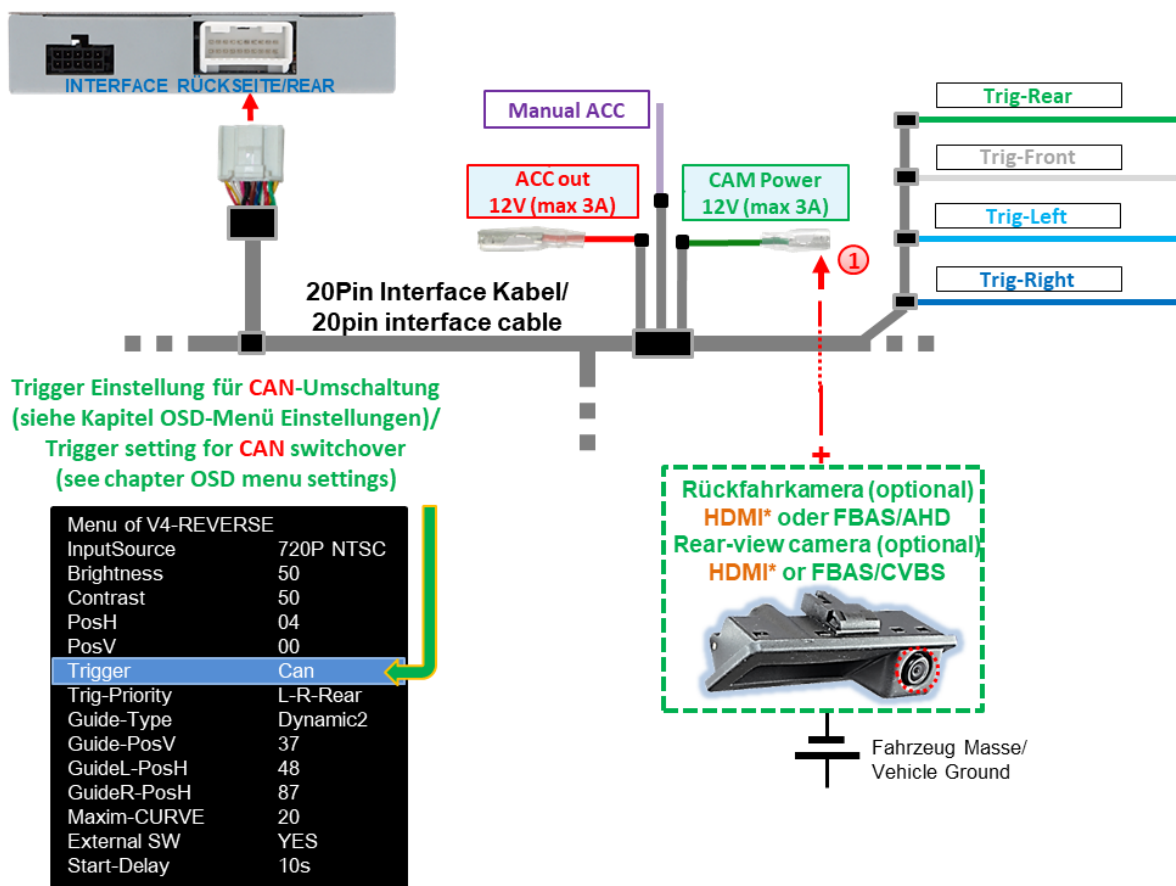 INTERFACE RÜCKSEITE/REAR
Manual ACC
ACC out
12V (max 3A)
CAM Power
12V (max 3A)
1
Trig-Rear
Trig-Front
Trig-Left
Trig-Right
20Pin Interface Kabel/
20pin interface cable
Trigger Einstellung für CAN-Umschaltung
(siehe Kapitel OSD-Menü Einstellungen)/
Trigger setting for CAN switchover
(see chapter OSD menu settings)
Menu of V4-REVERSE
InputSource 720P NTSC
Brightness 50
Contrast 50
PosH 04
PosV 00
Trigger Can
Trig-Priority L-R-Rear
Guide-Type Dynamic2
Guide-PosV 37
GuideL-PosH 48
GuideR-PosH 87
Maxim-CURVE 20
External SW YES
Start-Delay 10s
+
Rückfahrkamera (optional)
HDMI* oder FBAS/AHD
Rear-view camera (optional)
HDMI* or FBAS/CVBS
Fahrzeug Masse/
Vehicle Ground